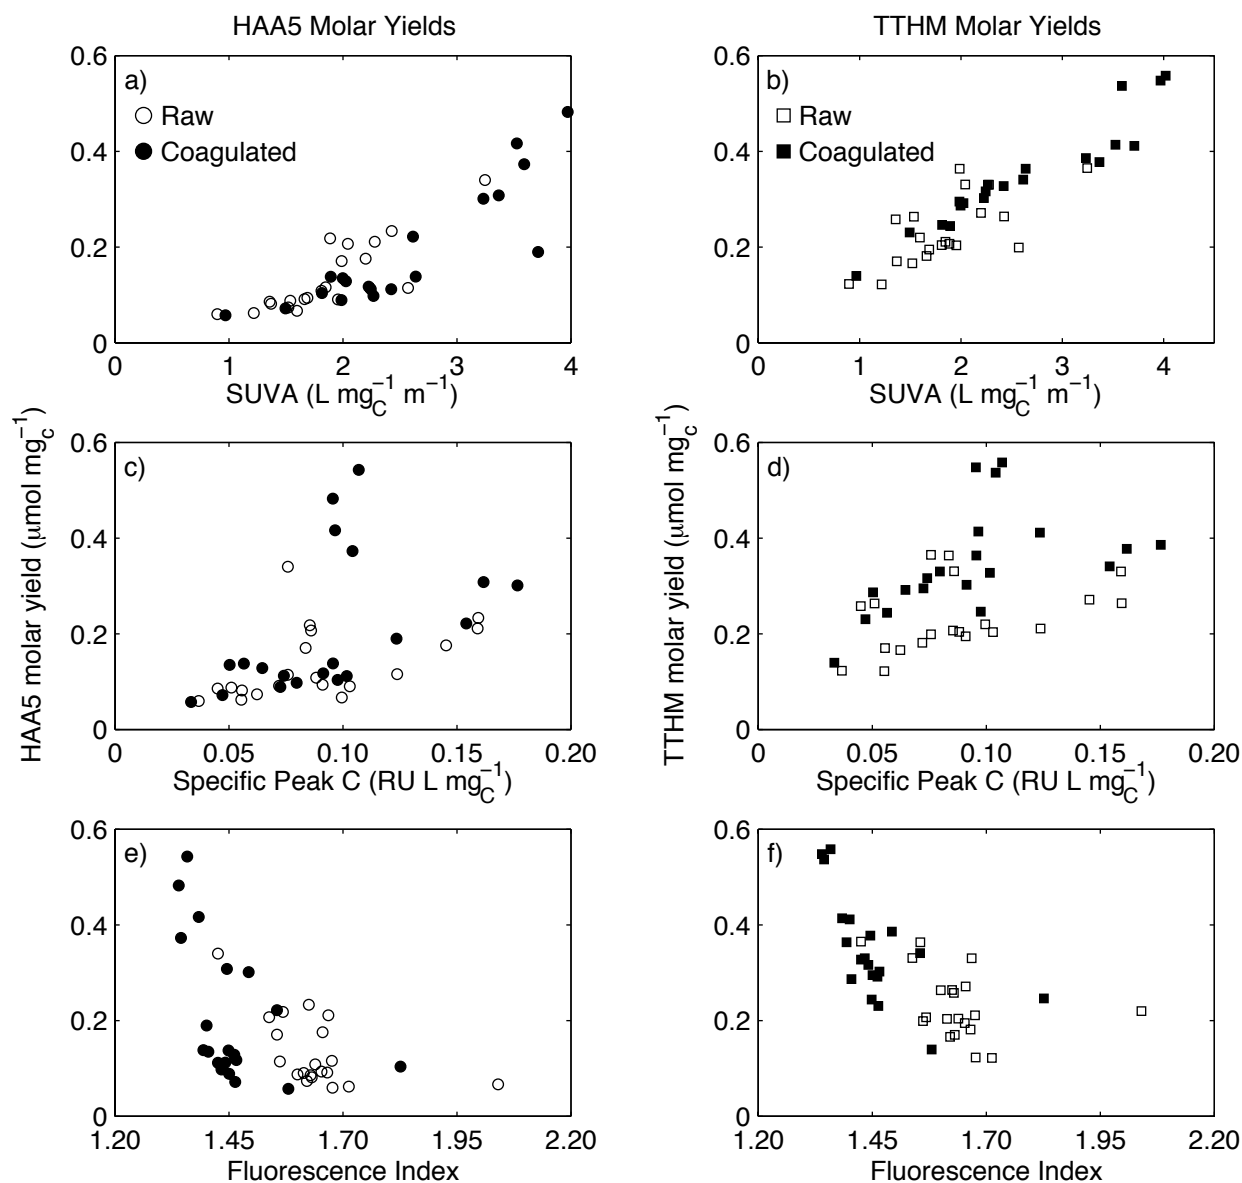 HAA5 Molar Yields
TTHM Molar Yields
a)
Raw
Coagulated
0.6
0.4
0.2
0
0 1 2 3 4
SUVA (L mg_C^−1 m^−1)
b)
Raw
Coagulated
0.6
0.4
0.2
0
0 1 2 3 4
SUVA (L mg_C^−1 m^−1)
HAA5 molar yield (μmol mg_c^−1)
c)
0.6
0.4
0.2
0
0 0.05 0.10 0.15 0.20
Specific Peak C (RU L mg_C^−1)
TTHM molar yield (μmol mg_c^−1)
d)
0.6
0.4
0.2
0
0 0.05 0.10 0.15 0.20
Specific Peak C (RU L mg_C^−1)
e)
0.6
0.4
0.2
0
1.20 1.45 1.70 1.95 2.20
Fluorescence Index
f)
0.6
0.4
0.2
0
1.20 1.45 1.70 1.95 2.20
Fluorescence Index